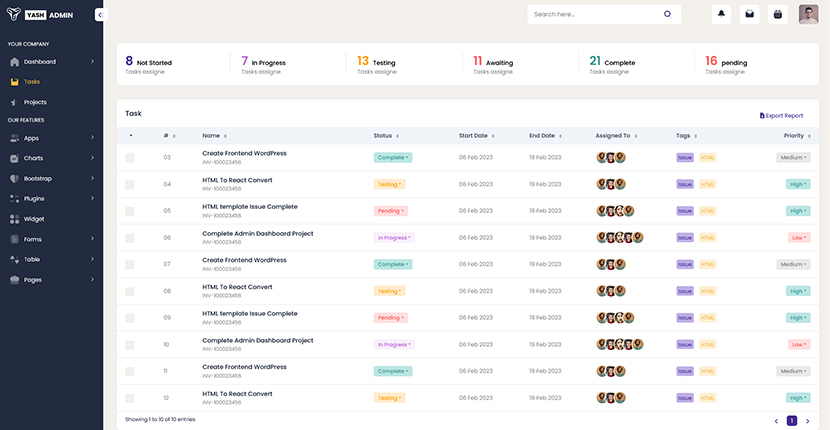 YASH ADMIN
Search here...
YOUR COMPANY
Dashboard
Tasks
Projects
OUR FEATURES
Apps
Charts
Bootstrap
Plugins
Widget
Forms
Table
Pages
8 Not Started
Tasks assigne
7 In Progress
Tasks assigne
13 Testing
Tasks assigne
11 Awaiting
Tasks assigne
21 Complete
Tasks assigne
16 pending
Tasks assigne
Task
Export Report
# Name Status Start Date End Date Assigned To Tags Priority
03 Create Frontend WordPress Complete 06 Feb 2023 19 Feb 2023 Issue HTML Medium
INV-100023456
04 HTML To React Convert Testing 06 Feb 2023 19 Feb 2023 Issue HTML High
INV-100023456
05 HTML template Issue Complete Pending 06 Feb 2023 19 Feb 2023 Issue HTML High
INV-100023456
06 Complete Admin Dashboard Project In Progress 06 Feb 2023 19 Feb 2023 Issue HTML Low
INV-100023456
07 Create Frontend WordPress Complete 06 Feb 2023 19 Feb 2023 Issue HTML Medium
INV-100023456
08 HTML To React Convert Testing 06 Feb 2023 19 Feb 2023 Issue HTML High
INV-100023456
09 HTML template Issue Complete Pending 06 Feb 2023 19 Feb 2023 Issue HTML High
INV-100023456
10 Complete Admin Dashboard Project In Progress 06 Feb 2023 19 Feb 2023 Issue HTML Low
INV-100023456
11 Create Frontend WordPress Complete 06 Feb 2023 19 Feb 2023 Issue HTML Medium
INV-100023456
12 HTML To React Convert Testing 06 Feb 2023 19 Feb 2023 Issue HTML High
INV-100023456
Showing 1 to 10 of 10 entries
1